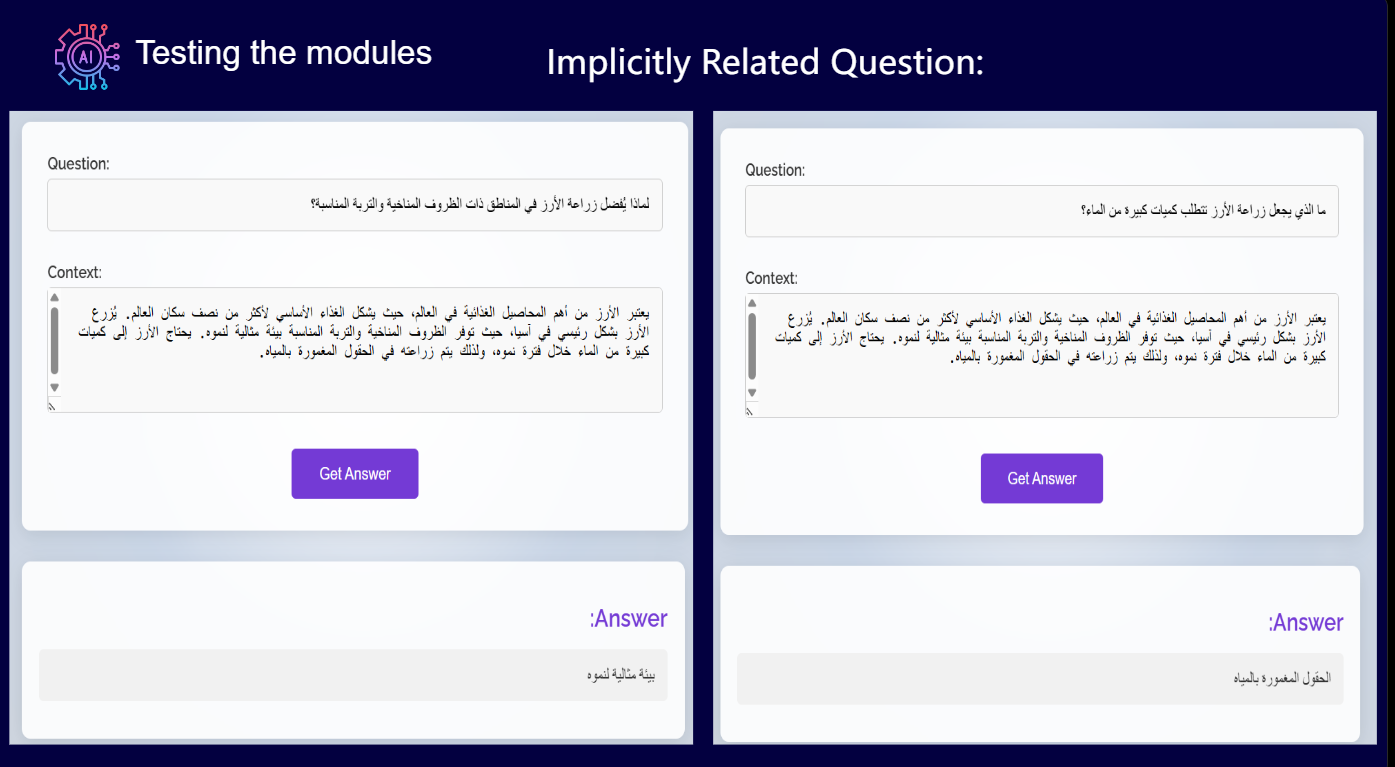 AI
Testing the modules
Implicitly Related Question:
Question:
لماذا يُفضل زراعة الأرز في المناطق ذات الظروف المناخية والتربة المناسبة؟
Context:
يعتبر الأرز من أهم المحاصيل الغذائية في العالم، حيث يشكل الغذاء الأساسي لأكثر من نصف سكان العالم. يُزرع
الأرز بشكل رئيسي في آسيا، حيث توفر الظروف المناخية والتربة المناسبة بيئة مثالية لنموه. يحتاج الأرز إلى كميات
كبيرة من الماء خلال فترة نموه، ولذلك يتم زراعته في الحقول المغمورة بالمياه.
Get Answer
:Answer
بيئة مثالية لنموه
Question:
ما الذي يجعل زراعة الأرز تتطلب كميات كبيرة من الماء؟
Context:
يعتبر الأرز من أهم المحاصيل الغذائية في العالم، حيث يشكل الغذاء الأساسي لأكثر من نصف سكان العالم. يُزرع
الأرز بشكل رئيسي في آسيا، حيث توفر الظروف المناخية والتربة المناسبة بيئة مثالية لنموه. يحتاج الأرز إلى كميات
كبيرة من الماء خلال فترة نموه، ولذلك يتم زراعته في الحقول المغمورة بالمياه.
Get Answer
:Answer
الحقول المغمورة بالمياه